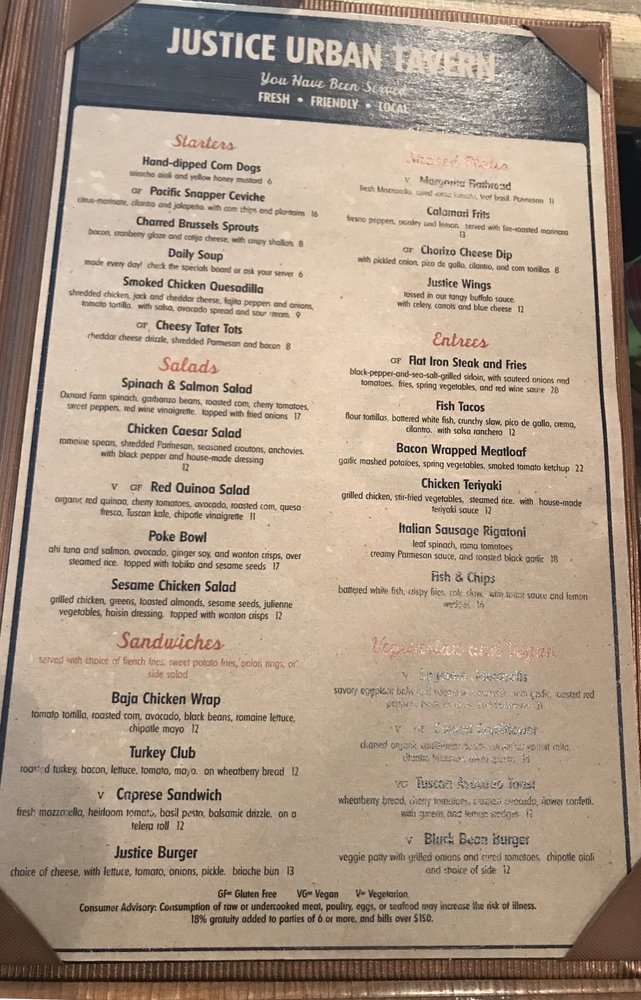 JUSTICE URBAN TAVERN
You Have Been Served
FRESH • FRIENDLY • LOCAL
Starters
Hand-dipped Corn Dogs
sriracha aioli and yellow honey mustard 6
GF Pacific Snapper Ceviche
citrus-marinate, cilantro and jalapeño. with corn chips and plantains 16
Charred Brussels Sprouts
bacon, cranberry glaze and cotija cheese, with crispy shallots 8
Daily Soup
made every day! check the specials board or ask your server 6
Smoked Chicken Quesadilla
shredded chicken, jack and cheddar cheese, fajita peppers and onions,
tomato tortilla. with salsa, avocado spread and sour cream. 9
GF Cheesy Tater Tots
cheddar cheese drizzle, shredded Parmesan and bacon 8
Salads
Spinach & Salmon Salad
Oxnard Farm spinach, garbanzo beans, roasted corn, cherry tomatoes,
sweet peppers, red wine vinaigrette. topped with fried onions 17
Chicken Caesar Salad
romaine spears, shredded Parmesan, seasoned croutons, anchovies.
with black pepper and house-made dressing
12
V GF Red Quinoa Salad
organic red quinoa, cherry tomatoes, avocado, roasted corn, queso
fresco, Tuscan kale, chipotle vinaigrette 11
Poke Bowl
ahi tuna and salmon, avocado, ginger soy, and wonton crisps, over
steamed rice. topped with tobiko and sesame seeds 17
Sesame Chicken Salad
grilled chicken, greens, toasted almonds, sesame seeds, julienne
vegetables, hoisin dressing. topped with wonton crisps 12
Sandwiches
served with choice of french fries, sweet potato fries, onion rings, or
side salad
Baja Chicken Wrap
tomato tortilla, roasted corn, avocado, black beans, romaine lettuce,
chipotle mayo 12
Turkey Club
roasted turkey, bacon, lettuce, tomato, mayo. on wheatberry bread 12
V Caprese Sandwich
fresh mozzarella, heirloom tomato, basil pesto, balsamic drizzle, on a
telera roll 12
Justice Burger
choice of cheese, with lettuce, tomato, onions, pickle. brioche bun 13
Shared Plates
V Margarita Flatbread
fresh Mozzarella, tomato, leaf basil, Parmesan 11
Calamari Frits
fresno peppers, parsley and lemon, served with fire-roasted marinara
13
GF Chorizo Cheese Dip
with pickled onion, pico de gallo, cilantro, and corn tortillas 8
Justice Wings
tossed in our tangy buffalo sauce.
with celery, carrots and blue cheese 12
Entrees
GF Flat Iron Steak and Fries
black-pepper-and-sea-salt-grilled sirloin, with sauteed onions and
tomatoes, fries, spring vegetables, and red wine sauce 28
Fish Tacos
flour tortillas, battered white fish, crunchy slaw, pico de gallo, crema,
cilantro. with salsa ranchera 12
Bacon Wrapped Meatloaf
garlic mashed potatoes, spring vegetables, smoked tomato ketchup 22
Chicken Teriyaki
grilled chicken, stir-fried vegetables, steamed rice. with house-made
teriyaki sauce 12
Italian Sausage Rigatoni
leaf spinach, roma tomatoes
creamy Parmesan sauce, and roasted black garlic 18
Fish & Chips
battered white fish, crispy fries, cole slaw. with tartar sauce and lemon
wedges 16
Vegetarian and Vegan
V
savory eggplant with garlic, roasted red
V GF Cauliflower
charred organic cauliflower
14
VG Tuscan Avocado Toast
wheatberry bread, cherry tomatoes, crushed avocado, flower confetti.
with greens and lemon wedges
V Black Bean Burger
veggie patty with grilled onions and cured tomatoes, chipotle aioli
and choice of side 12
GF= Gluten Free VG= Vegan V= Vegetarian
Consumer Advisory: Consumption of raw or undercooked meat, poultry, eggs, or seafood may increase the risk of illness.
18% gratuity added to parties of 6 or more, and bills over $150.